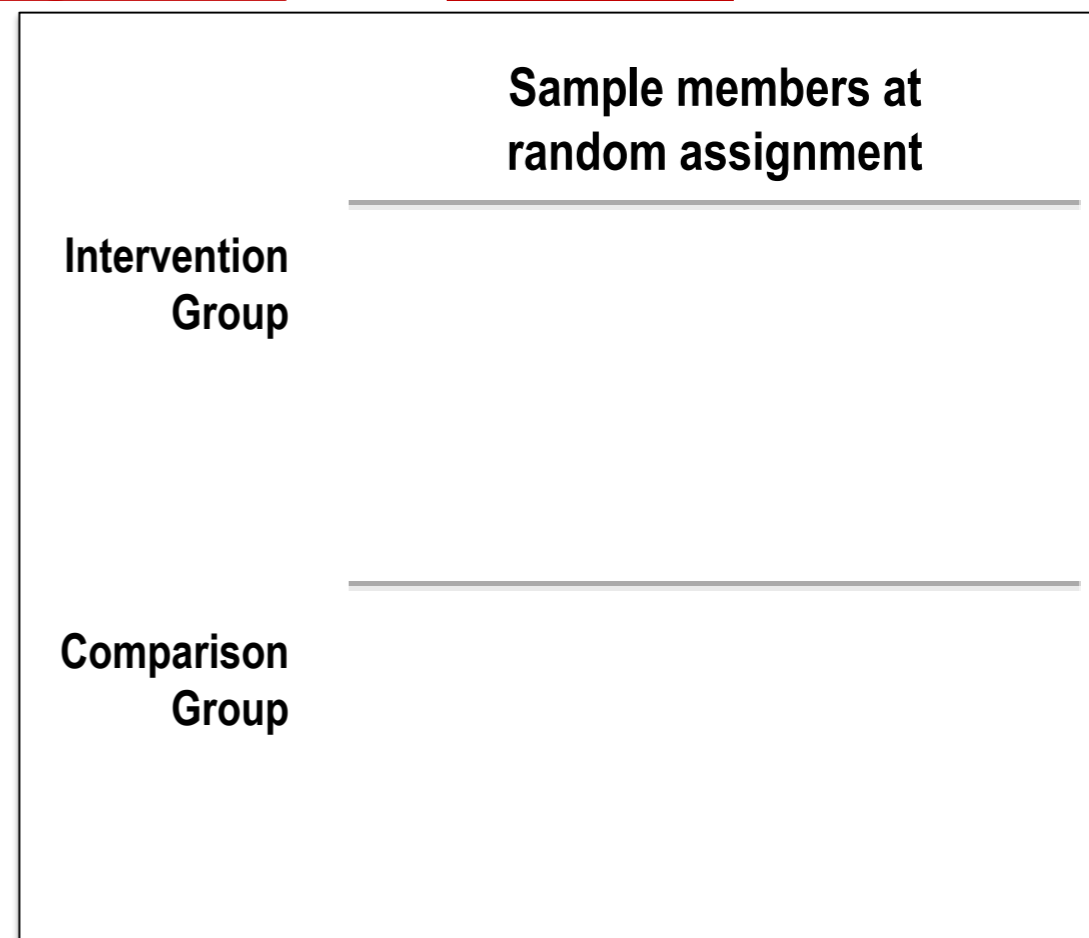 Sample members at
random assignment
Intervention
Group
Comparison
Group